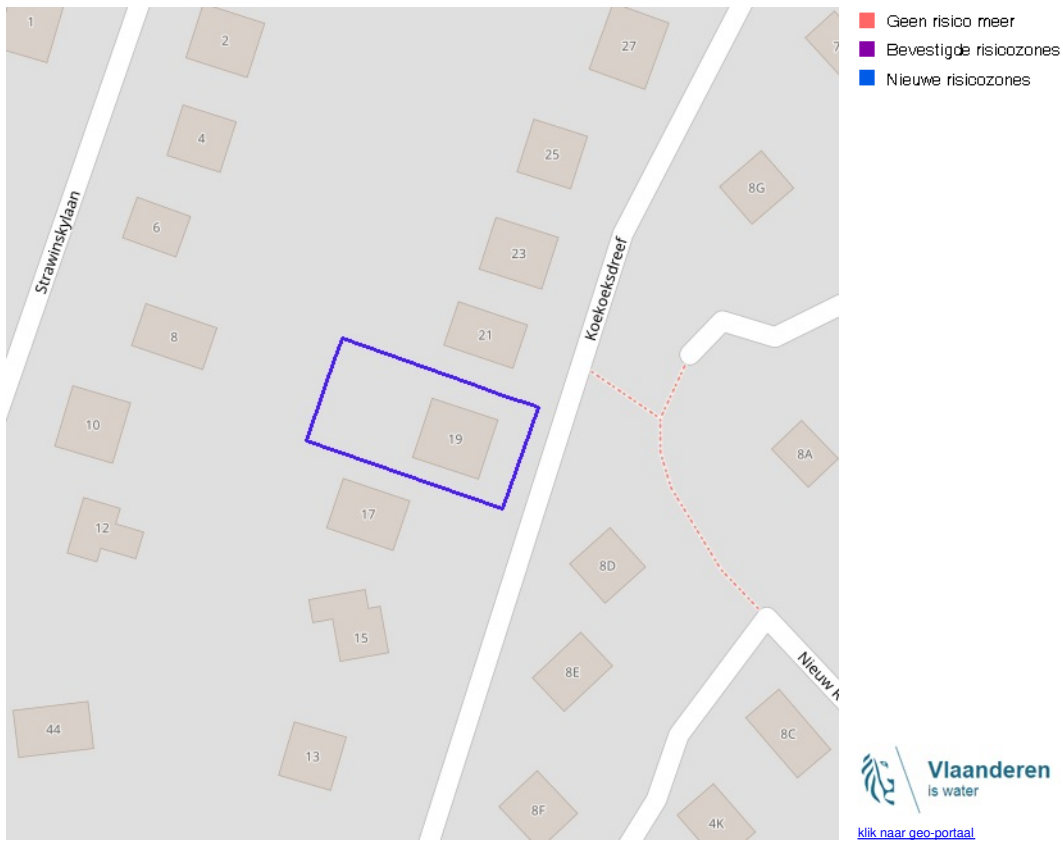 1
2
27
7
4
25
8G
6
Strawinskylaan
23
Koekoeksdreef
21
8
10
19
8A
17
12
8D
15
8E
Nieuw R
44
13
8C
8F
4K
Geen risico meer
Bevestigde risicozones
Nieuwe risicozones
Vlaanderen
is water
klik naar geo-portaal